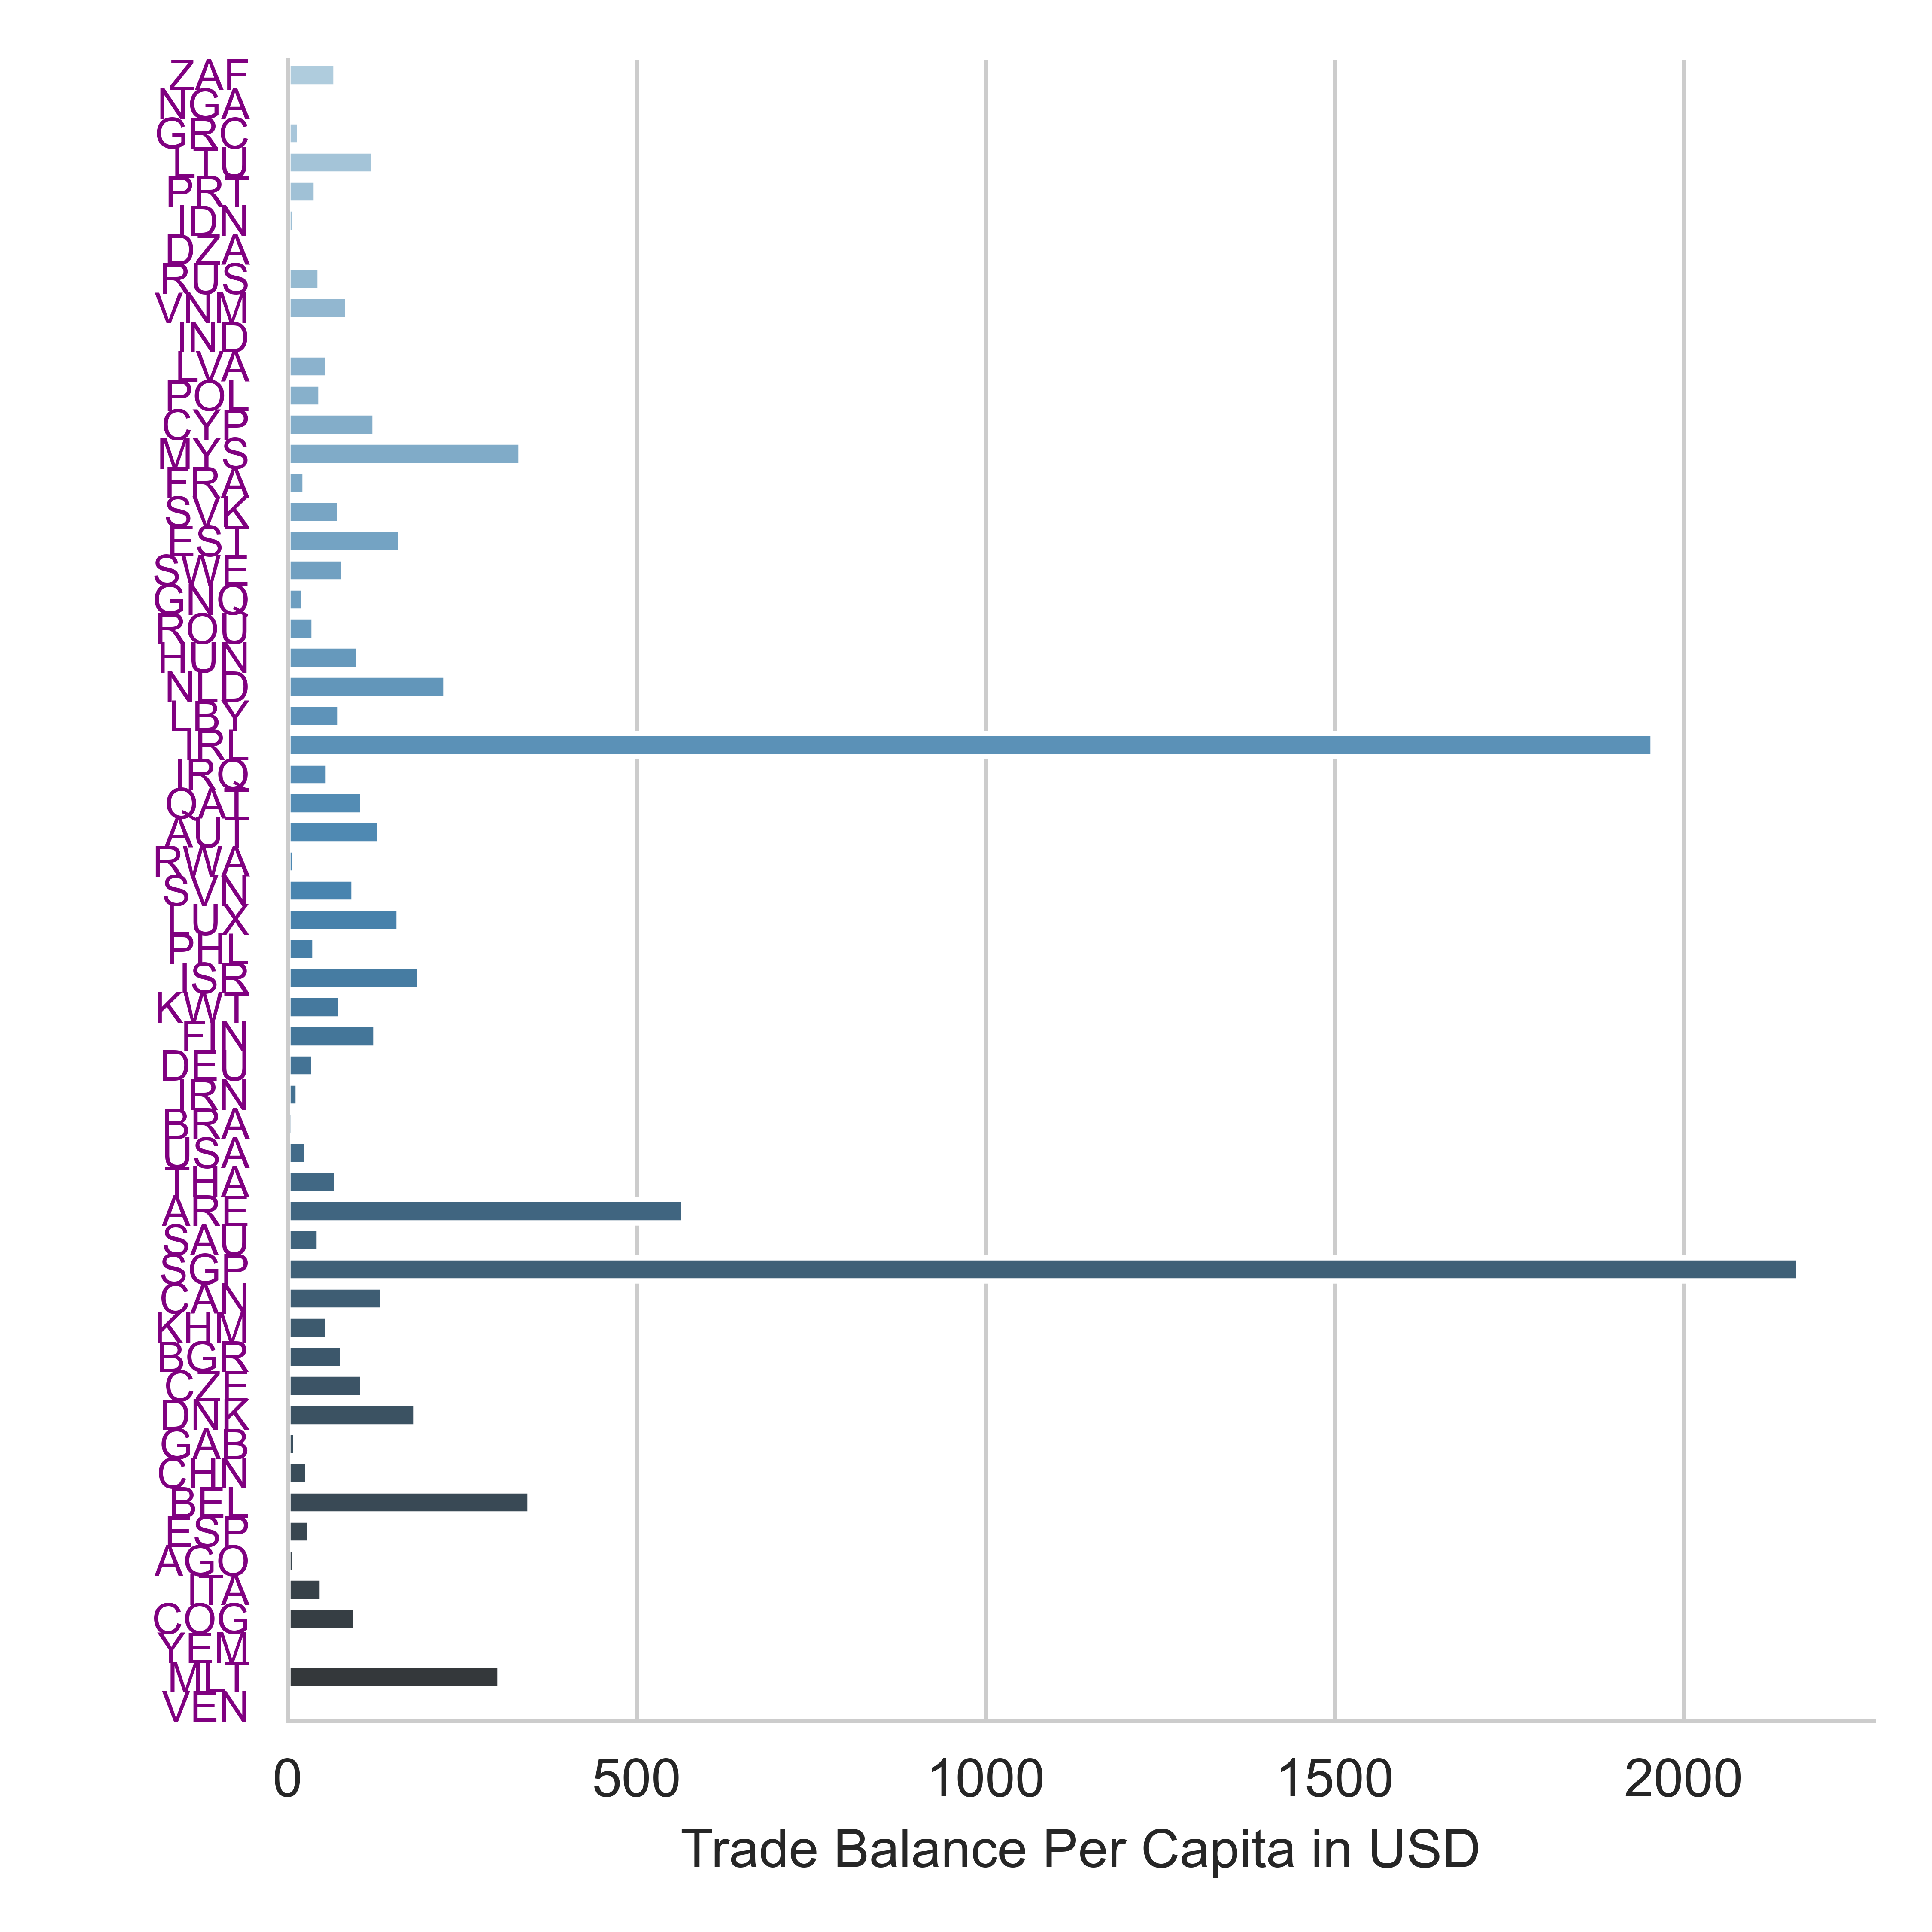 ZAF
NGA
GRC
LTU
PRT
IDN
DZA
RUS
VNM
IND
LVA
POL
CYP
MYS
FRA
SVK
EST
SWE
GNQ
ROU
HUN
NLD
LBY
IRL
IRQ
QAT
AUT
RWA
SVN
LUX
PHL
ISR
KWT
FIN
DEU
IRN
BRA
USA
THA
ARE
SAU
SGP
CAN
KHM
BGR
CZE
DNK
GAB
CHN
BEL
ESP
AGO
ITA
COG
YEM
MLT
VEN
0 500 1000 1500 2000
Trade Balance Per Capita in USD